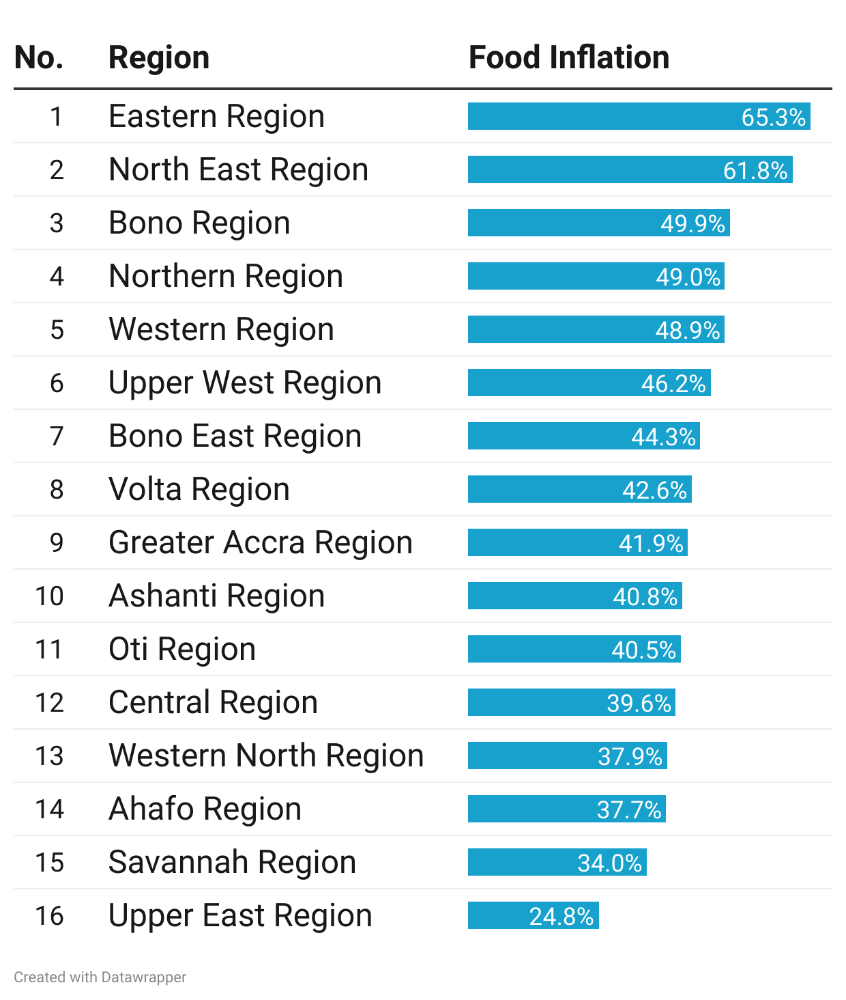 No. Region Food Inflation
1 Eastern Region 65.3%
2 North East Region 61.8%
3 Bono Region 49.9%
4 Northern Region 49.0%
5 Western Region 48.9%
6 Upper West Region 46.2%
7 Bono East Region 44.3%
8 Volta Region 42.6%
9 Greater Accra Region 41.9%
10 Ashanti Region 40.8%
11 Oti Region 40.5%
12 Central Region 39.6%
13 Western North Region 37.9%
14 Ahafo Region 37.7%
15 Savannah Region 34.0%
16 Upper East Region 24.8%
Created with Datawrapper